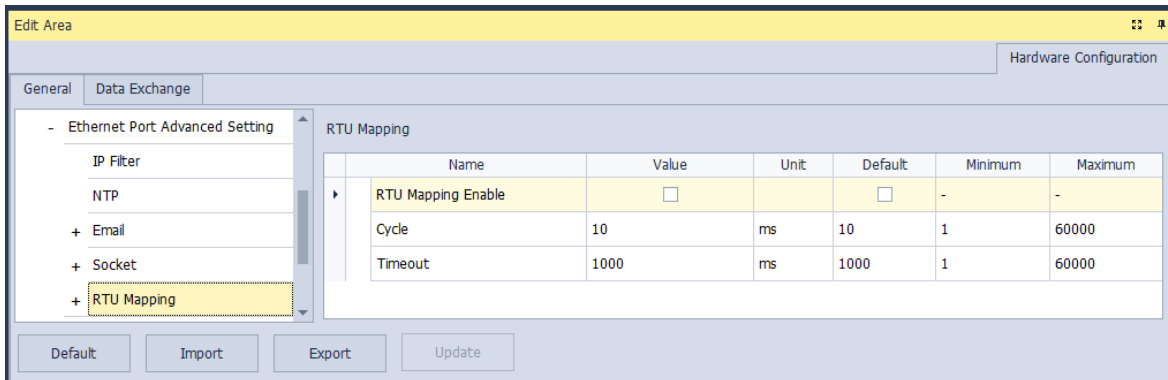 Edit Area
Hardware Configuration
General Data Exchange
- Ethernet Port Advanced Setting
IP Filter
NTP
+ Email
+ Socket
+ RTU Mapping
RTU Mapping
Name Value Unit Default Minimum Maximum
RTU Mapping Enable - -
Cycle 10 ms 10 1 60000
Timeout 1000 ms 1000 1 60000
Default Import Export Update